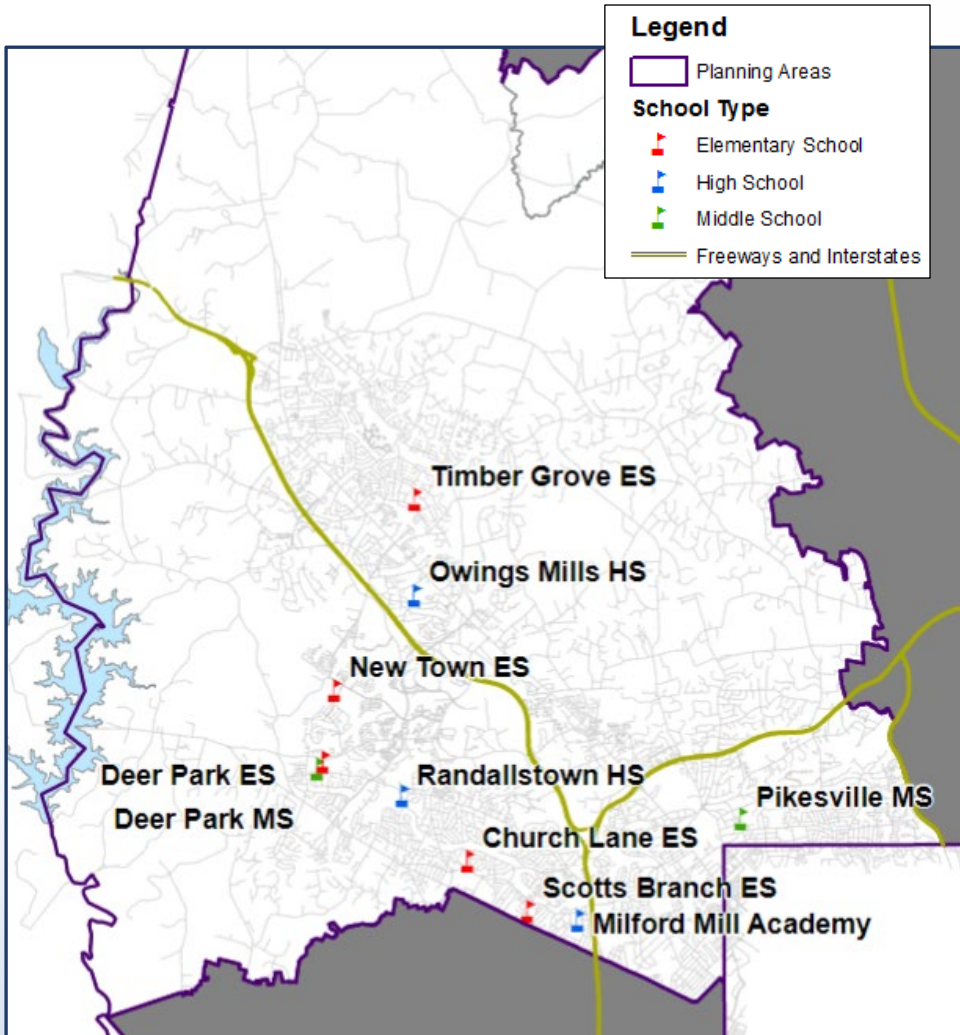 Legend
Planning Areas
School Type
Elementary School
High School
Middle School
Freeways and Interstates
Timber Grove ES
Owings Mills HS
New Town ES
Deer Park ES
Randallstown HS
Deer Park MS
Pikesville MS
Church Lane ES
Scotts Branch ES
Milford Mill Academy